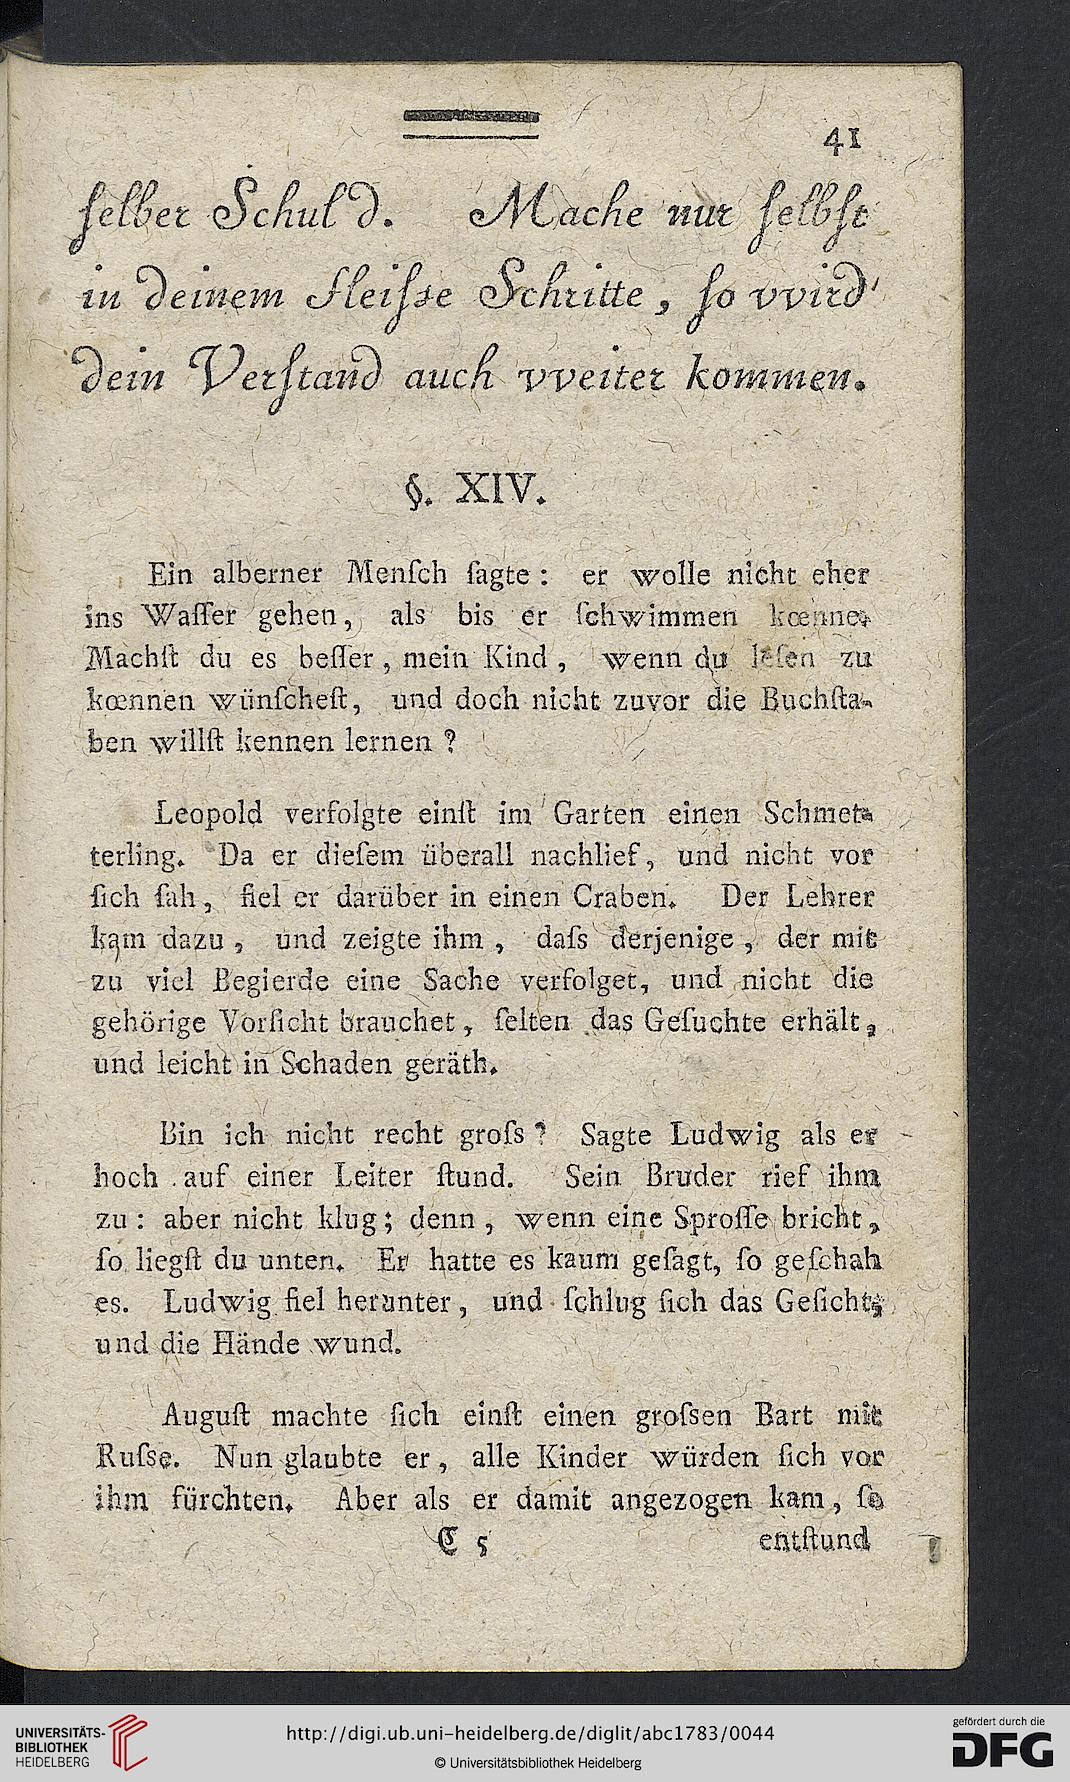 41
ſelber Schuld. Mache nur ſelbſt
in deinem Fleiſse Schritte, ſo vvird
dein Verſtand auch vveiter kommen.
§. XIV.
Ein alberner Menſch ſagte: er wolle nicht eher
ins Waſſer gehen, als bis er ſchwimmen kœnne.
Machſt du es beſſer, mein Kind, wenn du leſen zu
kœnnen wünſcheſt, und doch nicht zuvor die Buchſta-
ben willſt kennen lernen?
Leopold verfolgte einſt im Garten einen Schmet-
terling. Da er dieſem überall nachlief, und nicht vor
ſich ſah, fiel er darüber in einen Craben. Der Lehrer
kam dazu, und zeigte ihm, daſs derjenige, der mit
zu viel Begierde eine Sache verfolget, und nicht die
gehörige Vorſicht brauchet, ſelten das Geſuchte erhält,
und leicht in Schaden geräth.
Bin ich nicht recht groſs? Sagte Ludwig als er
hoch auf einer Leiter ſtund. Sein Bruder rief ihm
zu: aber nicht klug; denn, wenn eine Sproſſe bricht,
ſo liegſt du unten. Er hatte es kaum geſagt, ſo geſchah
es. Ludwig fiel herunter, und ſchlug ſich das Geſicht,
und die Hände wund.
Auguſt machte ſich einſt einen groſsen Bart mit
Ruſse. Nun glaubte er, alle Kinder würden ſich vor
ihm fürchten. Aber als er damit angezogen kam, ſo
C 5 entſtund
UNIVERSITÄTS-
BIBLIOTHEK
HEIDELBERG
http://digi.ub.uni-heidelberg.de/diglit/abc1783/0044
© Universitätsbibliothek Heidelberg
gefördert durch die
DFG